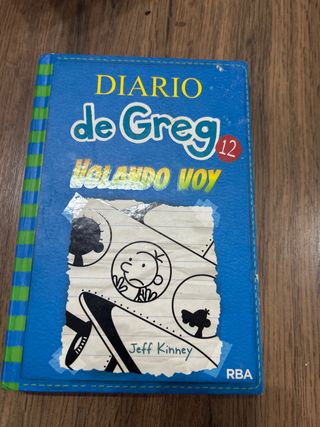 DIARIO
de Greg
12
VOLANDO VOY
Jeff Kinney
RBA